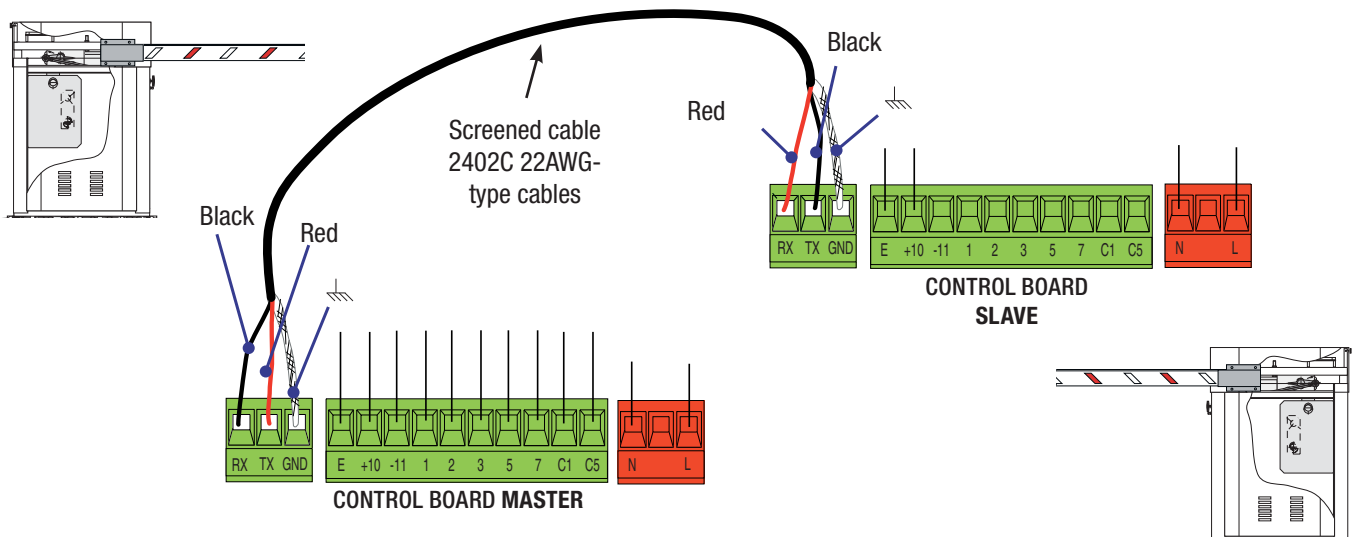 Black
Red
Screened cable
2402C 22AWG-
type cables
RX TX GND
E +10 -11 1 2 3 5 7 C1 C5
N L
CONTROL BOARD
SLAVE
Black
Red
RX TX GND
E +10 -11 1 2 3 5 7 C1 C5
N L
CONTROL BOARD MASTER